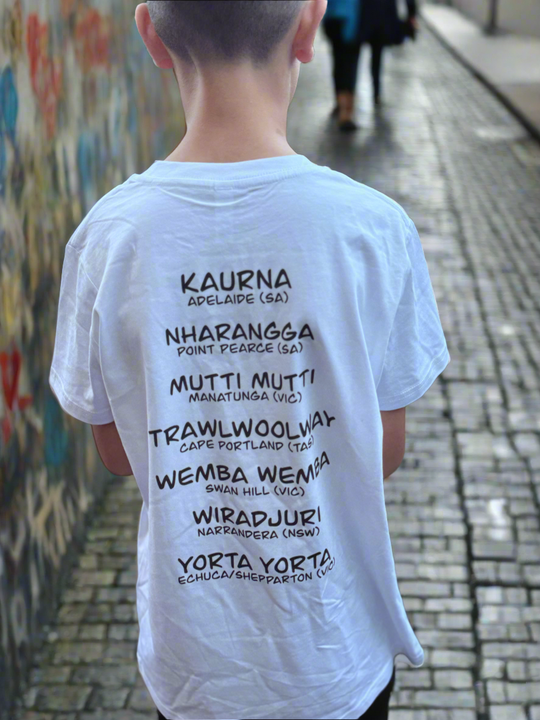 KAURNA
ADELAIDE (SA)
NHARANGGA
POINT PEARCE (SA)
MUTTI MUTTI
MANATUNGA (VIC)
TRAWLWOOLWAY
CAPE PORTLAND (TAS)
WEMBA WEMBA
SWAN HILL (VIC)
WIRADJURI
NARRANDERA (NSW)
YORTA YORTA
ECHUCA/SHEPPARTON (VIC)